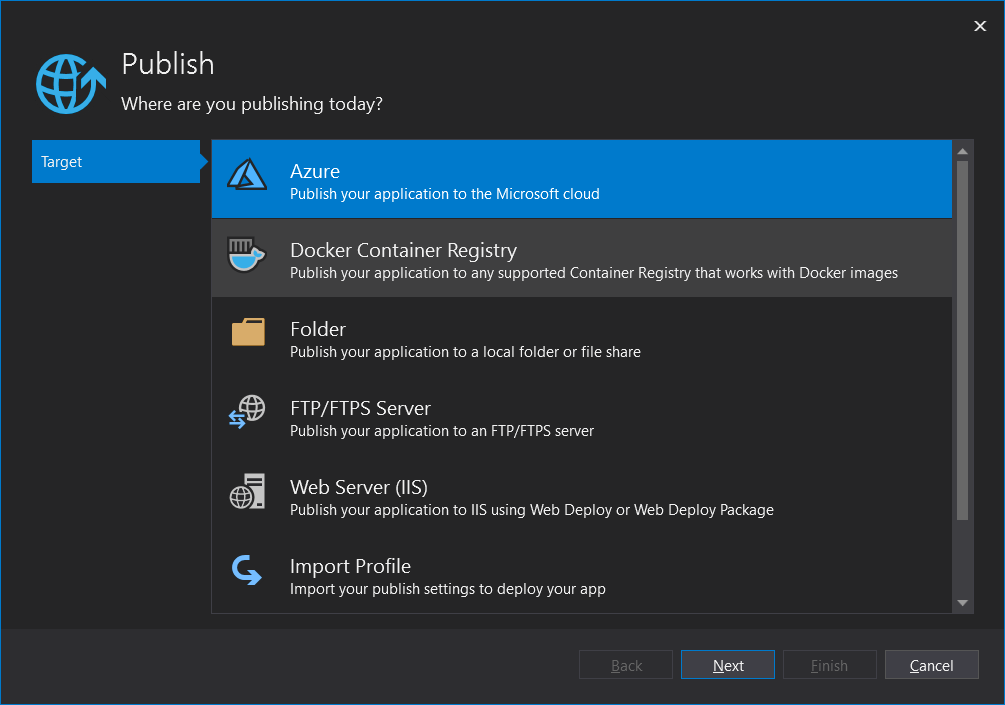 Publish
Where are you publishing today?
Target
Azure
Publish your application to the Microsoft cloud
Docker Container Registry
Publish your application to any supported Container Registry that works with Docker images
Folder
Publish your application to a local folder or file share
FTP/FTPS Server
Publish your application to an FTP/FTPS server
Web Server (IIS)
Publish your application to IIS using Web Deploy or Web Deploy Package
Import Profile
Import your publish settings to deploy your app
Back Next Finish Cancel